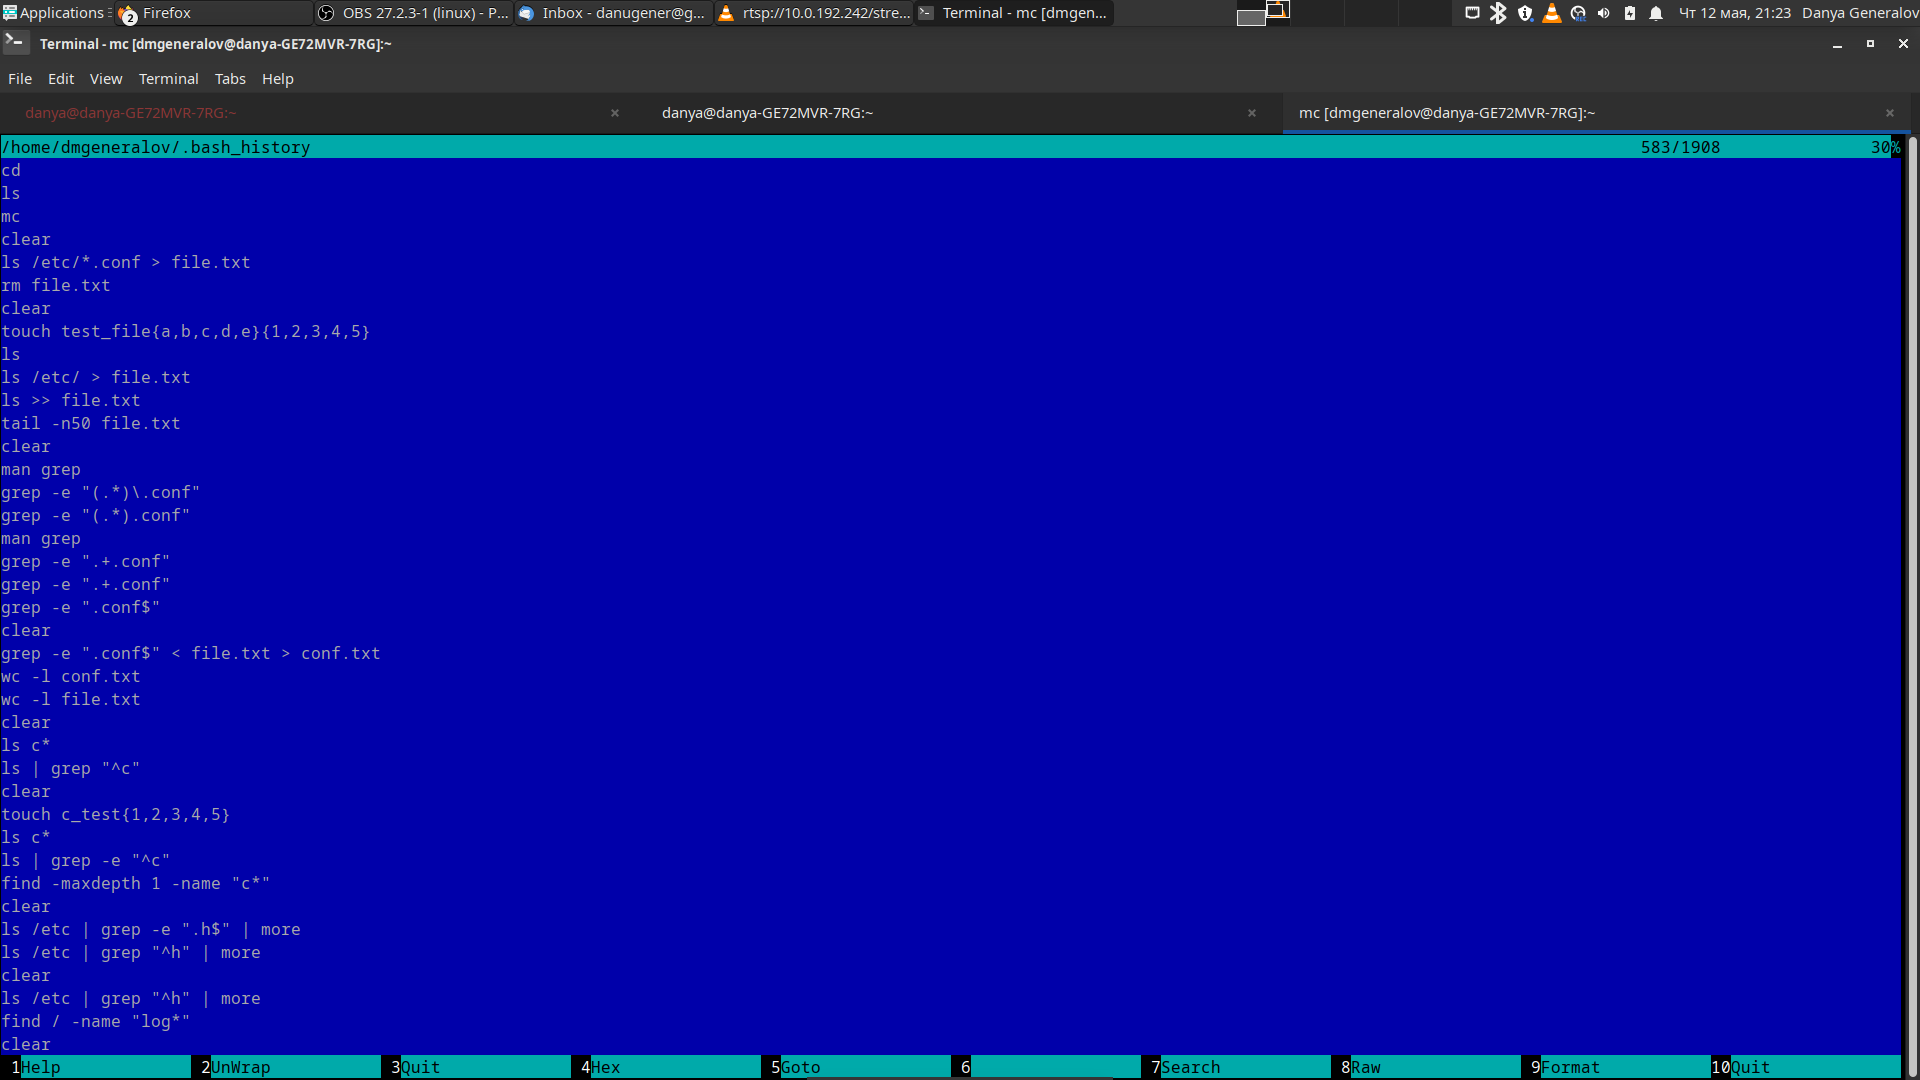 Applications
2
Firefox
OBS 27.2.3-1 (linux) - P...
Inbox - danugener@g...
rtsp://10.0.192.242/stre...
Terminal - mc [dmgen...
Чт 12 мая, 21:23
Danya Generalov
Terminal - mc [dmgeneralov@danya-GE72MVR-7RG]:~
File Edit View Terminal Tabs Help
danya@danya-GE72MVR-7RG:~
danya@danya-GE72MVR-7RG:~
mc [dmgeneralov@danya-GE72MVR-7RG]:~
/home/dmgeneralov/.bash_history 583/1908 30%
cd
ls
mc
clear
ls /etc/*.conf > file.txt
rm file.txt
clear
touch test_file{a,b,c,d,e}{1,2,3,4,5}
ls
ls /etc/ > file.txt
ls >> file.txt
tail -n50 file.txt
clear
man grep
grep -e "(.*)\.conf"
grep -e "(.*).conf"
man grep
grep -e ".+.conf"
grep -e ".+.conf"
grep -e ".conf$"
clear
grep -e ".conf$" < file.txt > conf.txt
wc -l conf.txt
wc -l file.txt
clear
ls c*
ls | grep "^c"
clear
touch c_test{1,2,3,4,5}
ls c*
ls | grep -e "^c"
find -maxdepth 1 -name "c*"
clear
ls /etc | grep -e ".h$" | more
ls /etc | grep "^h" | more
clear
ls /etc | grep "^h" | more
find / -name "log*"
clear
1Help 2UnWrap 3Quit 4Hex 5Goto 6 7Search 8Raw 9Format 10Quit